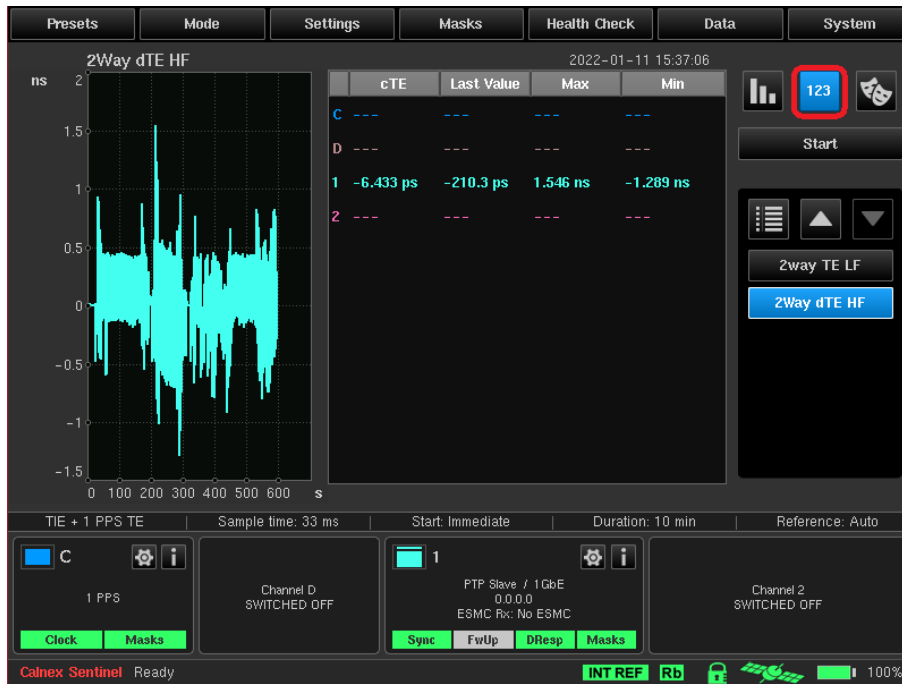 Presets Mode Settings Masks Health Check Data System
2Way dTE HF
2022-01-11 15:37:06
ns
2
1.5
1
0.5
0
-0.5
-1
-1.5
0 100 200 300 400 500 600 s
cTE Last Value Max Min
C --- --- --- ---
D --- --- --- ---
1 -6.433 ps -210.3 ps 1.546 ns -1.289 ns
2 --- --- --- ---
123
Start
2way TE LF
2Way dTE HF
TIE + 1 PPS TE | Sample time: 33 ms | Start: Immediate | Duration: 10 min | Reference: Auto
C i
1 PPS
Clock Masks
Channel D
SWITCHED OFF
1 i
PTP Slave / 1GbE
0.0.0.0
ESMC Rx: No ESMC
Sync FwUp DResp Masks
Channel 2
SWITCHED OFF
Calnex Sentinel Ready INT REF Rb 100%